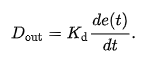 D_out = K_d de(t)/dt.